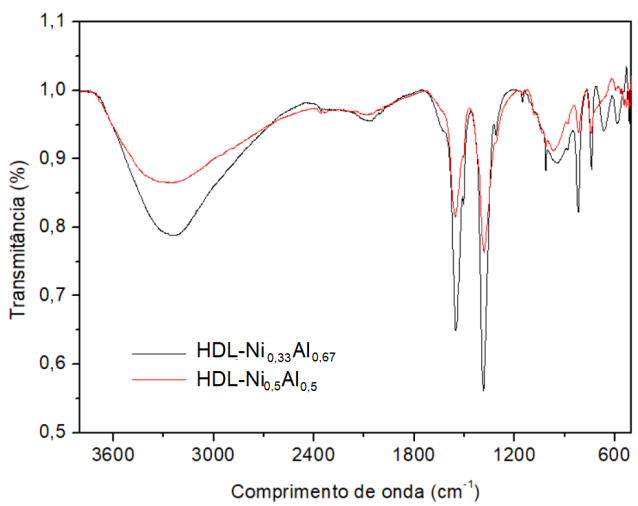 1,1
1,0
0,9
0,8
0,7
0,6
0,5
Transmitância (%)
HDL-Ni0,33Al0,67
HDL-Ni0,5Al0,5
3600 3000 2400 1800 1200 600
Comprimento de onda (cm-1)